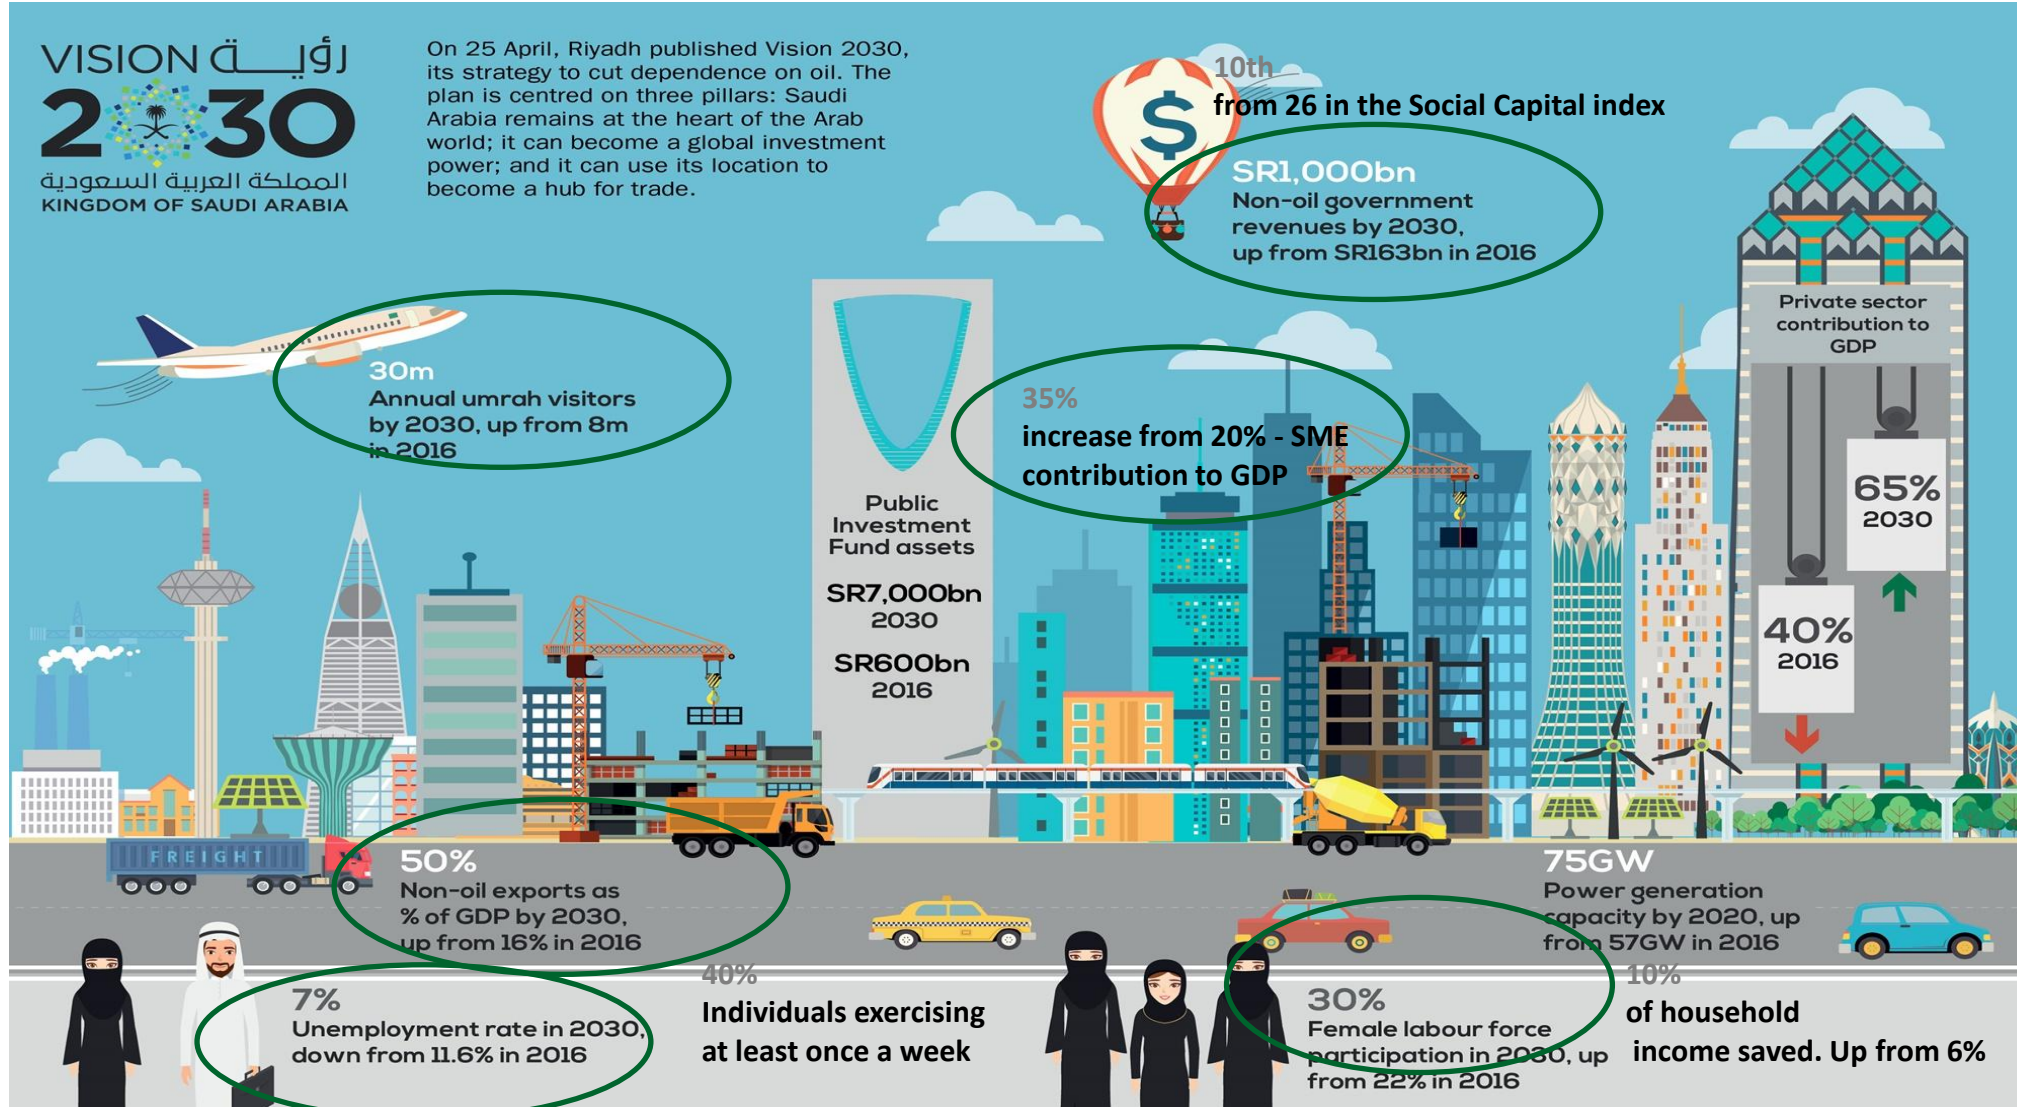 VISION رؤيـــة
2030
المملكة العربية السعودية
KINGDOM OF SAUDI ARABIA
On 25 April, Riyadh published Vision 2030,
its strategy to cut dependence on oil. The
plan is centred on three pillars: Saudi
Arabia remains at the heart of the Arab
world; it can become a global investment
power; and it can use its location to
become a hub for trade.
$
10th
from 26 in the Social Capital index
SR1,000bn
Non-oil government
revenues by 2030,
up from SR163bn in 2016
30m
Annual umrah visitors
by 2030, up from 8m
in 2016
Public
Investment
Fund assets
SR7,000bn
2030
SR600bn
2016
35%
increase from 20% - SME
contribution to GDP
Private sector
contribution to
GDP
65%
2030
40%
2016
FREIGHT
50%
Non-oil exports as
% of GDP by 2030,
up from 16% in 2016
75GW
Power generation
capacity by 2020, up
from 57GW in 2016
7%
Unemployment rate in 2030,
down from 11.6% in 2016
40%
Individuals exercising
at least once a week
30%
Female labour force
participation in 2030, up
from 22% in 2016
10%
of household
income saved. Up from 6%